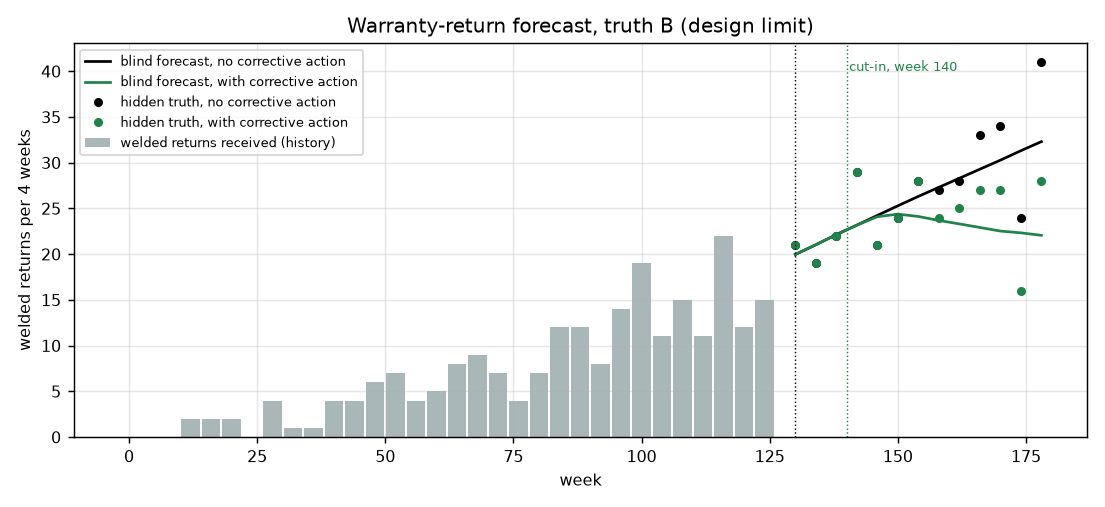 Warranty-return forecast, truth B (design limit)
blind forecast, no corrective action
blind forecast, with corrective action
hidden truth, no corrective action
hidden truth, with corrective action
welded returns received (history)
cut-in, week 140
welded returns per 4 weeks
40
35
30
25
20
15
10
5
0
0 25 50 75 100 125 150 175
week